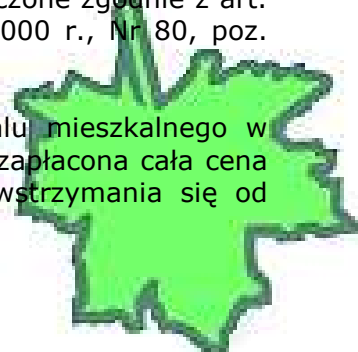 czone zgodnie z art.
000 r., Nr 80, poz.
alu mieszkalnego w
zapłacona cała cena
wstrzymania się od